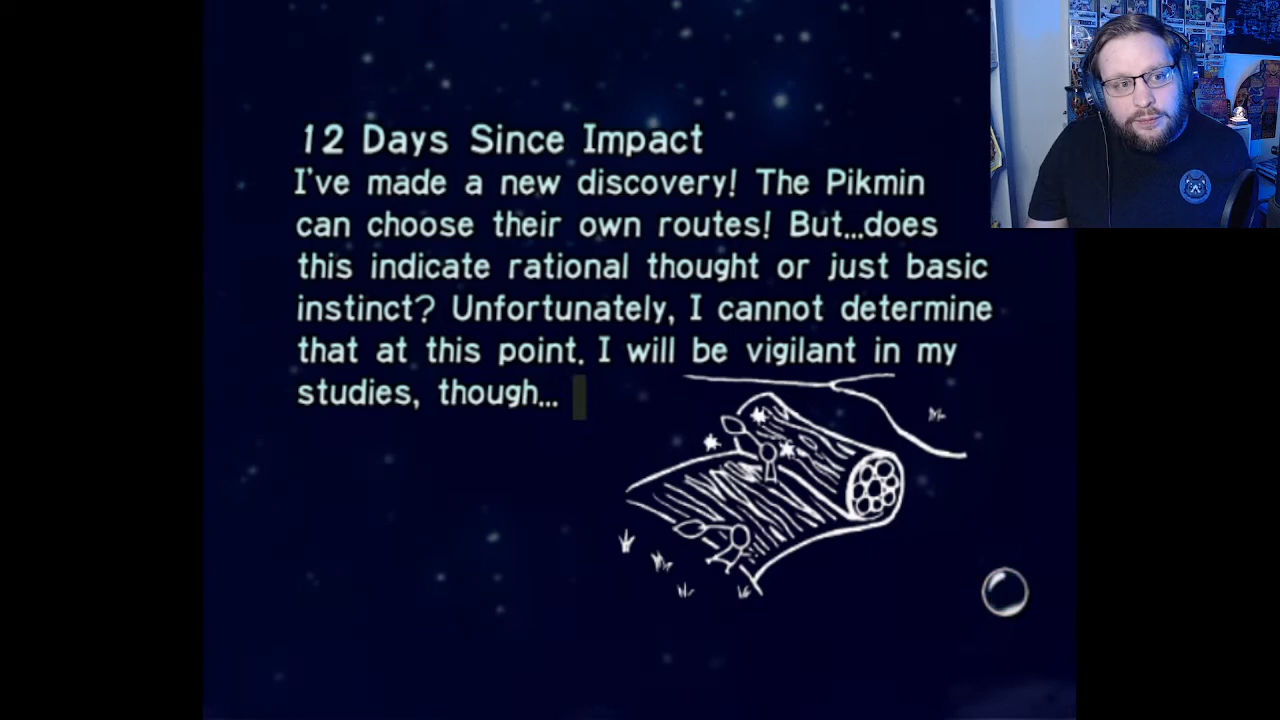 12 Days Since Impact
I've made a new discovery! The Pikmin
can choose their own routes! But...does
this indicate rational thought or just basic
instinct? Unfortunately, I cannot determine
that at this point. I will be vigilant in my
studies, though...